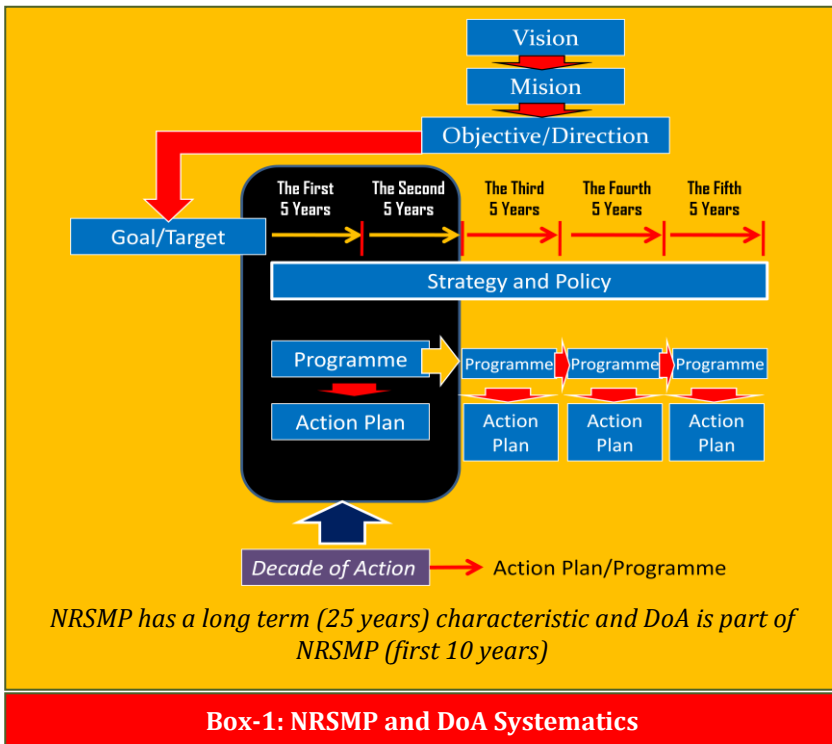 Vision
Mision
Objective/Direction
The First
5 Years
The Second
5 Years
The Third
5 Years
The Fourth
5 Years
The Fifth
5 Years
Goal/Target
Strategy and Policy
Programme
Programme
Programme
Programme
Action Plan
Action
Plan
Action
Plan
Action
Plan
Decade of Action
Action Plan/Programme
NRSMP has a long term (25 years) characteristic and DoA is part of
NRSMP (first 10 years)
Box-1: NRSMP and DoA Systematics